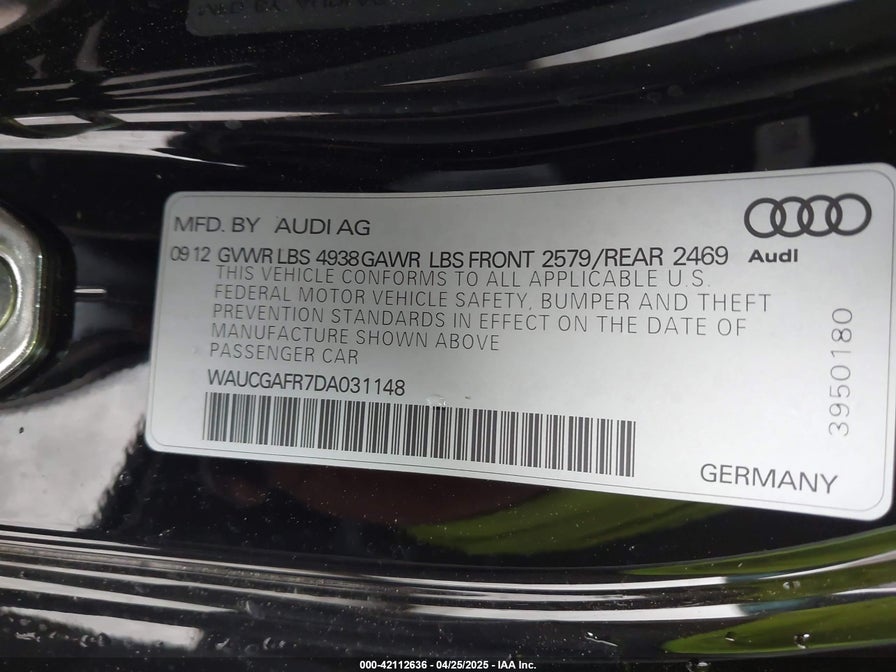 MFD. BY AUDI AG
09 12 GVWR LBS 4938 GAWR LBS FRONT 2579/REAR 2469
Audi
THIS VEHICLE CONFORMS TO ALL APPLICABLE U.S.
FEDERAL MOTOR VEHICLE SAFETY, BUMPER AND THEFT
PREVENTION STANDARDS IN EFFECT ON THE DATE OF
MANUFACTURE SHOWN ABOVE
PASSENGER CAR
WAUCGAFR7DA031148
3950180
GERMANY
000-42112636 - 04/25/2025 - IAA Inc.